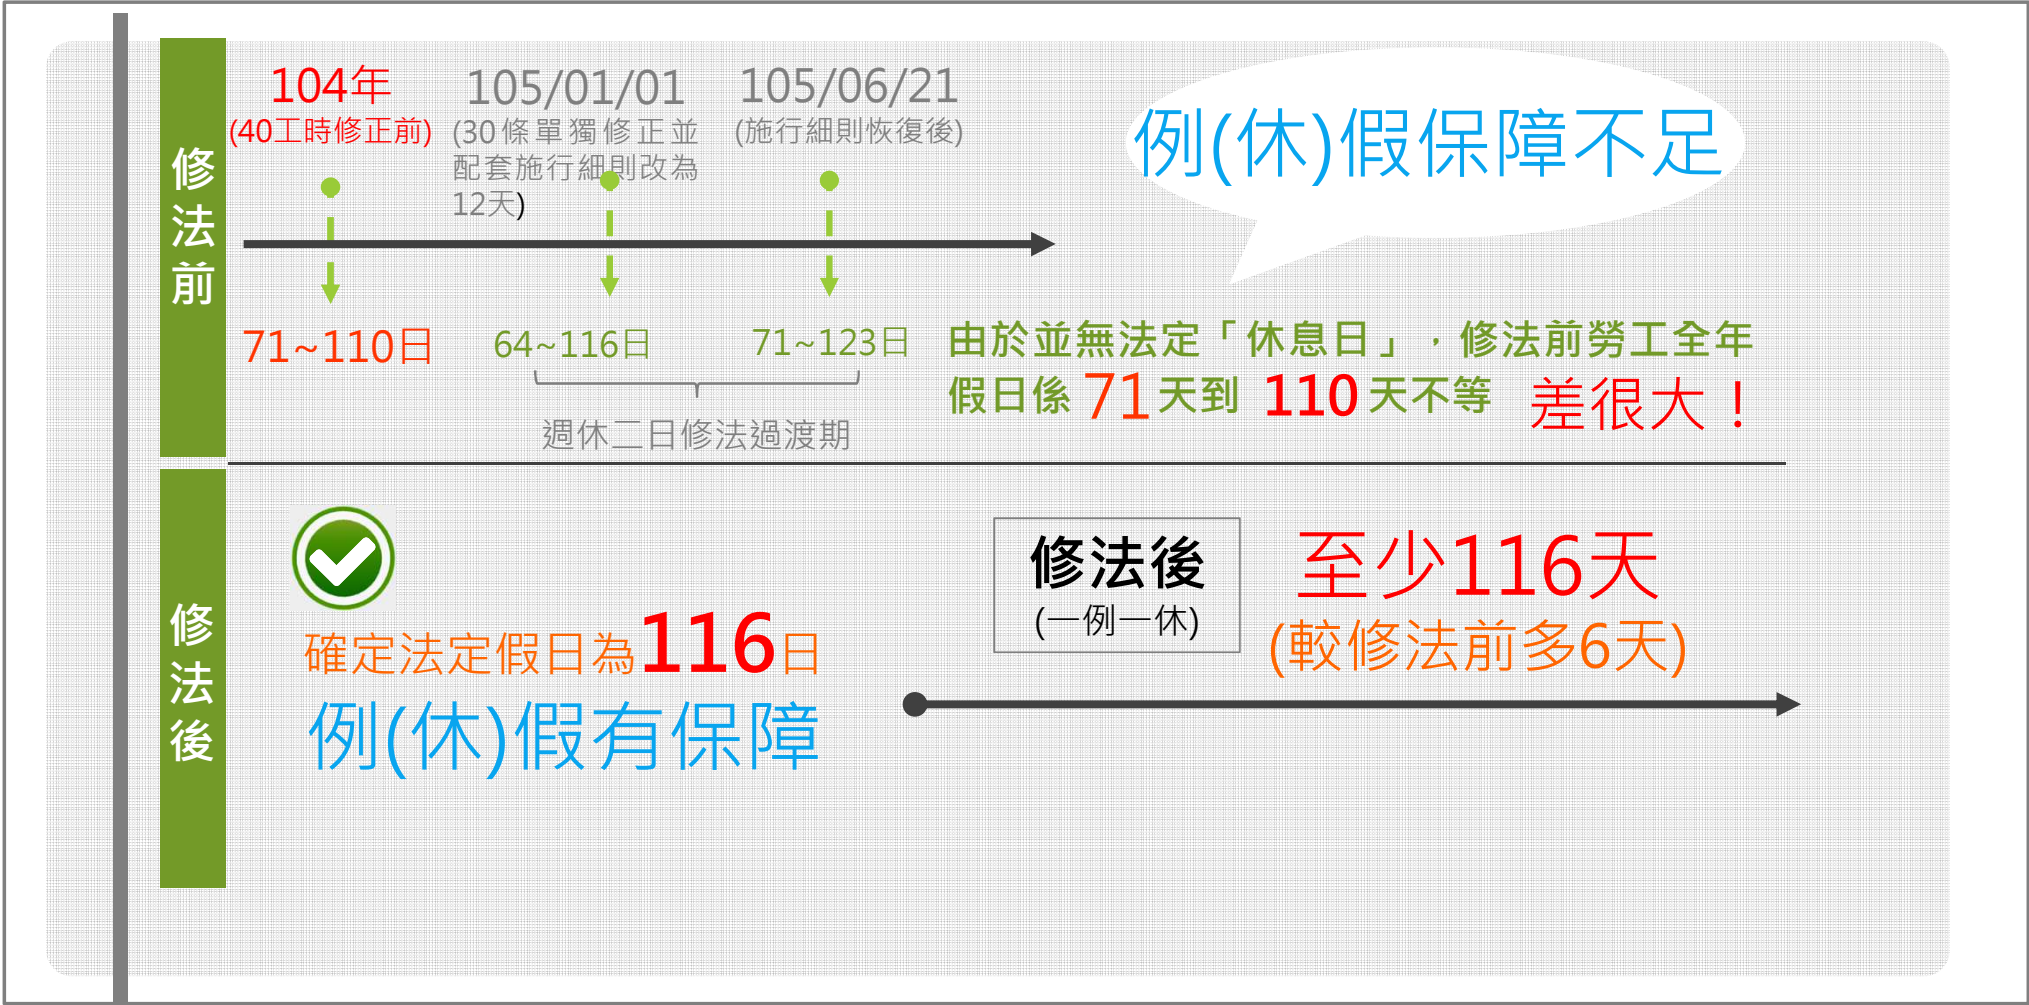 修法前
104年
(40工時修正前)
105/01/01
(30條單獨修正並
配套施行細則改為
12天)
105/06/21
(施行細則恢復後)
例(休)假保障不足
71~110日
64~116日
71~123日
週休二日修法過渡期
由於並無法定「休息日」，修法前勞工全年
假日係 71 天到 110 天不等 差很大！
修法後
確定法定假日為116日
例(休)假有保障
修法後
(一例一休)
至少116天
(較修法前多6天)